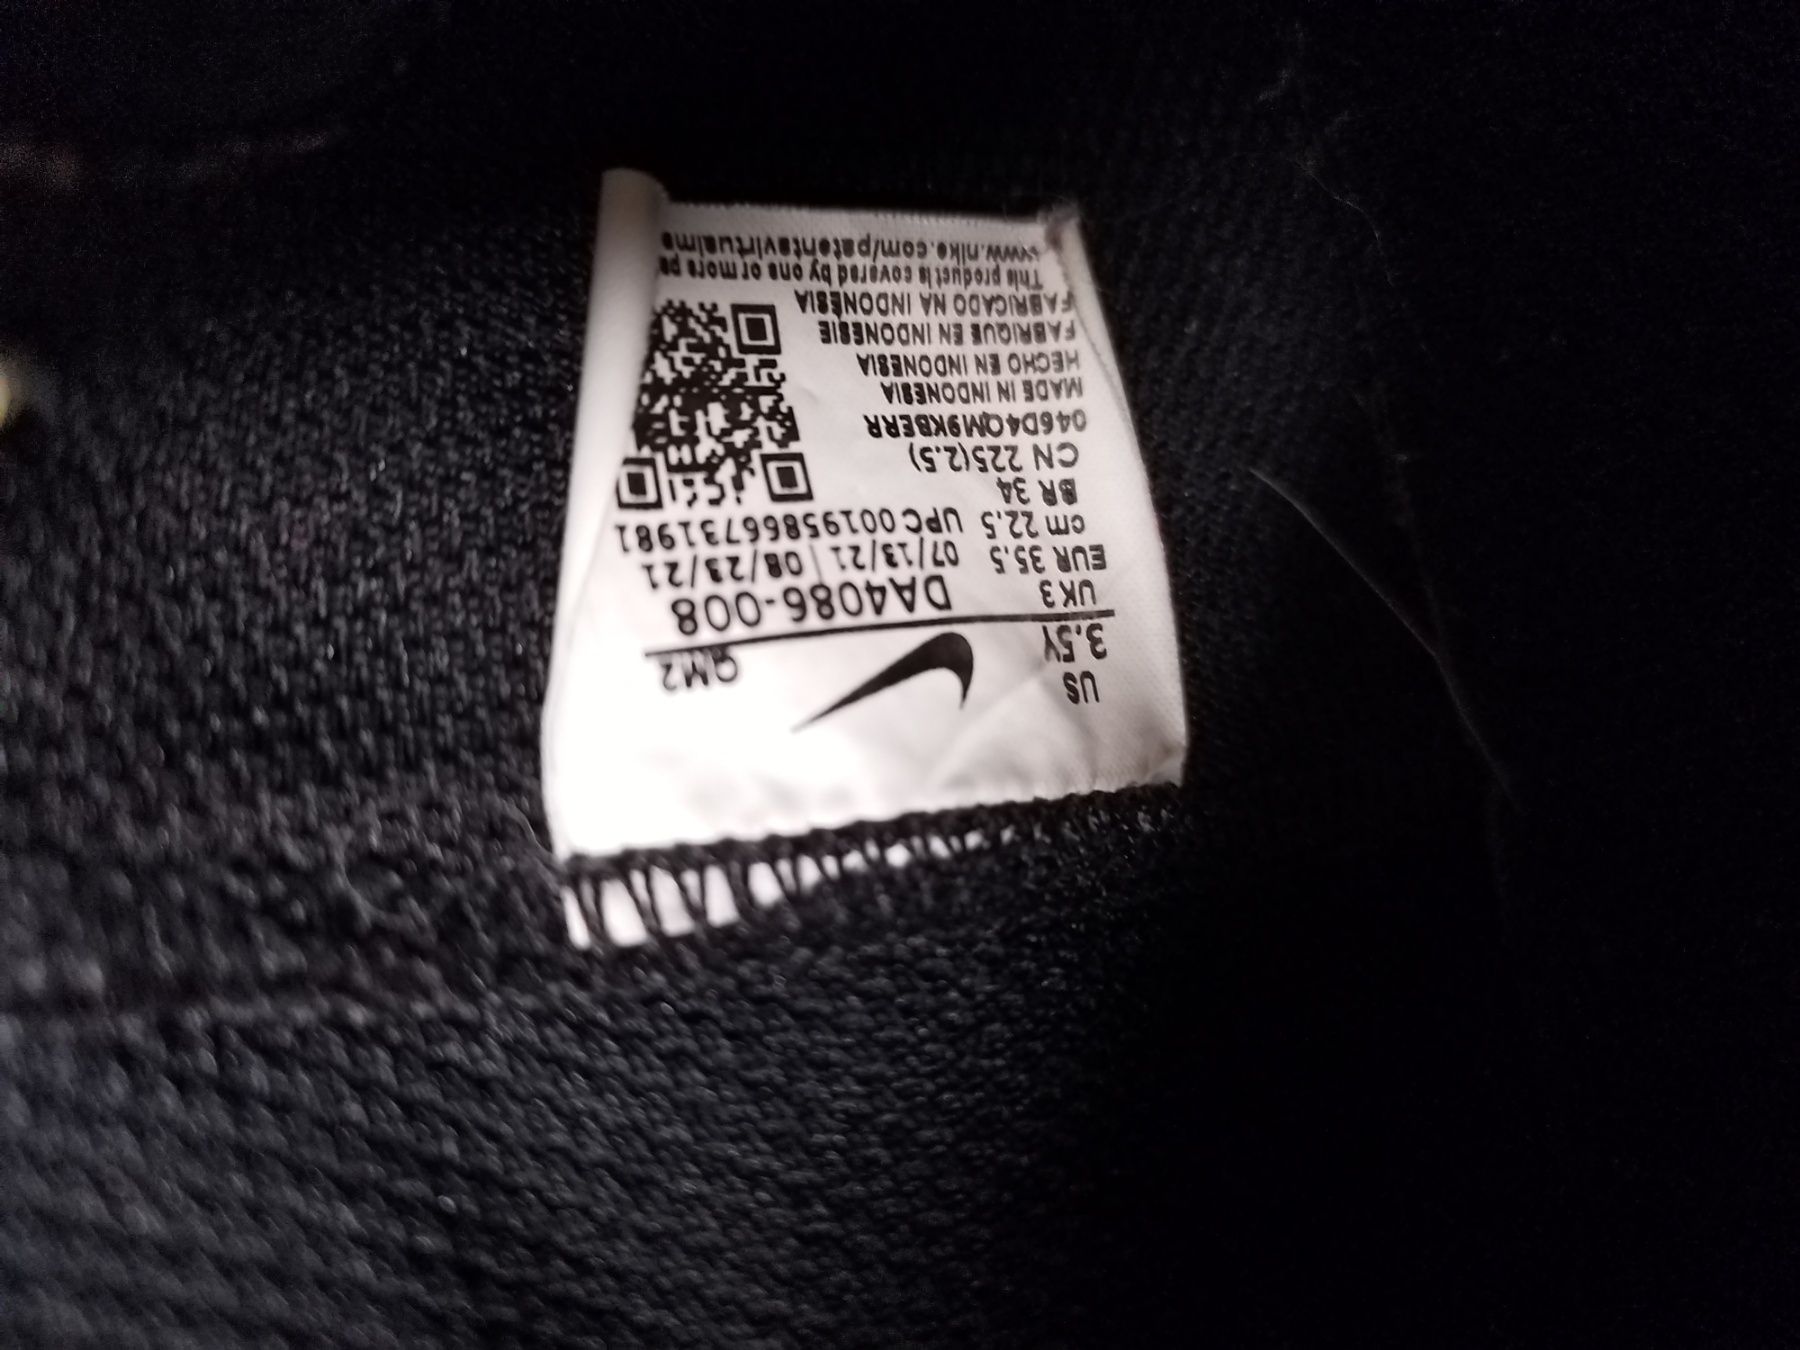 US
3.5Y
QM2
UK 3
DA4086-008
EUR 35.5
07/13/21 08/23/21
cm 22.5
UPC 00195866731981
BR 34
CN 225(2.5)
046D4QM9KBERR
MADE IN INDONESIA
HECHO EN INDONESIA
FABRIQUE EN INDONESIE
FABRICADO NA INDONESIA
This product is covered by one or more pa
www.nike.com/patentsvirtualma